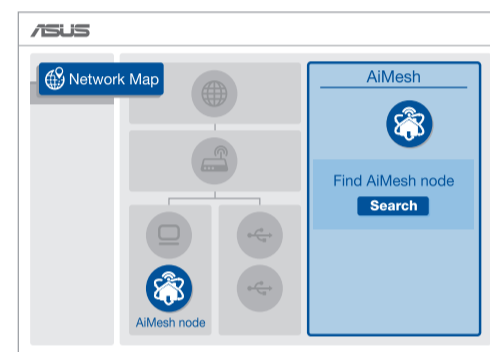 ASUS
Network Map
AiMesh
Find AiMesh node
Search
AiMesh node